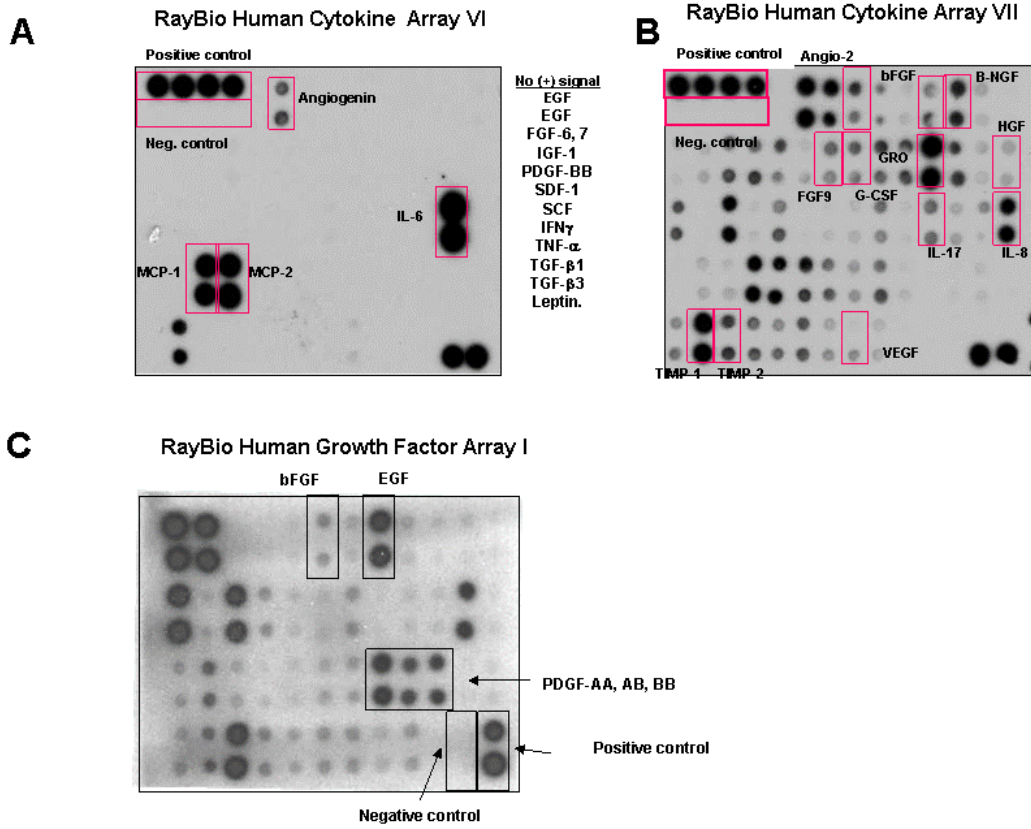 A
RayBio Human Cytokine Array VI
Positive control
Angiogenin
Neg. control
IL-6
MCP-1
MCP-2
No (+) signal
EGF
EGF
FGF-6, 7
IGF-1
PDGF-BB
SDF-1
SCF
IFNγ
TNF-α
TGF-β1
TGF-β3
Leptin.
B
RayBio Human Cytokine Array VII
Positive control
Angio-2
bFGF
B-NGF
Neg. control
HGF
GRO
FGF9
G-CSF
IL-17
IL-8
VEGF
TIMP-1
TIMP-2
C
RayBio Human Growth Factor Array I
bFGF
EGF
PDGF-AA, AB, BB
Positive control
Negative control